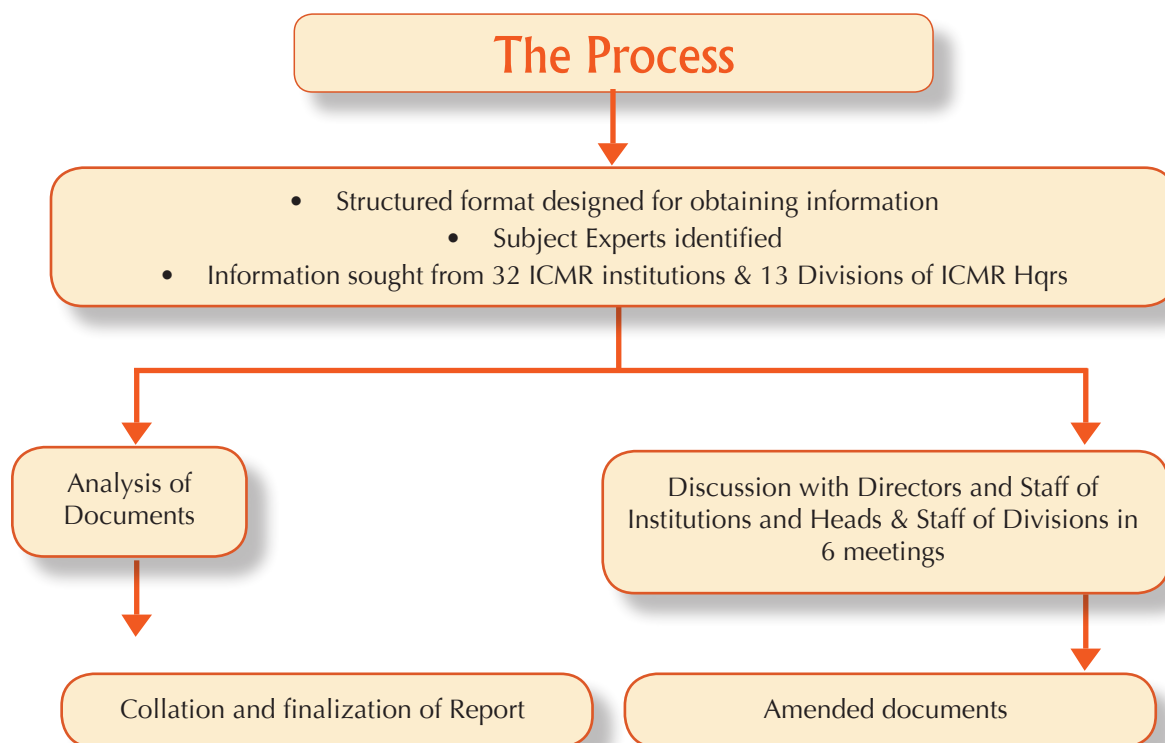 The Process
• Structured format designed for obtaining information
• Subject Experts identified
• Information sought from 32 ICMR institutions & 13 Divisions of ICMR Hqrs
Analysis of
Documents
Discussion with Directors and Staff of
Institutions and Heads & Staff of Divisions in
6 meetings
Collation and finalization of Report
Amended documents